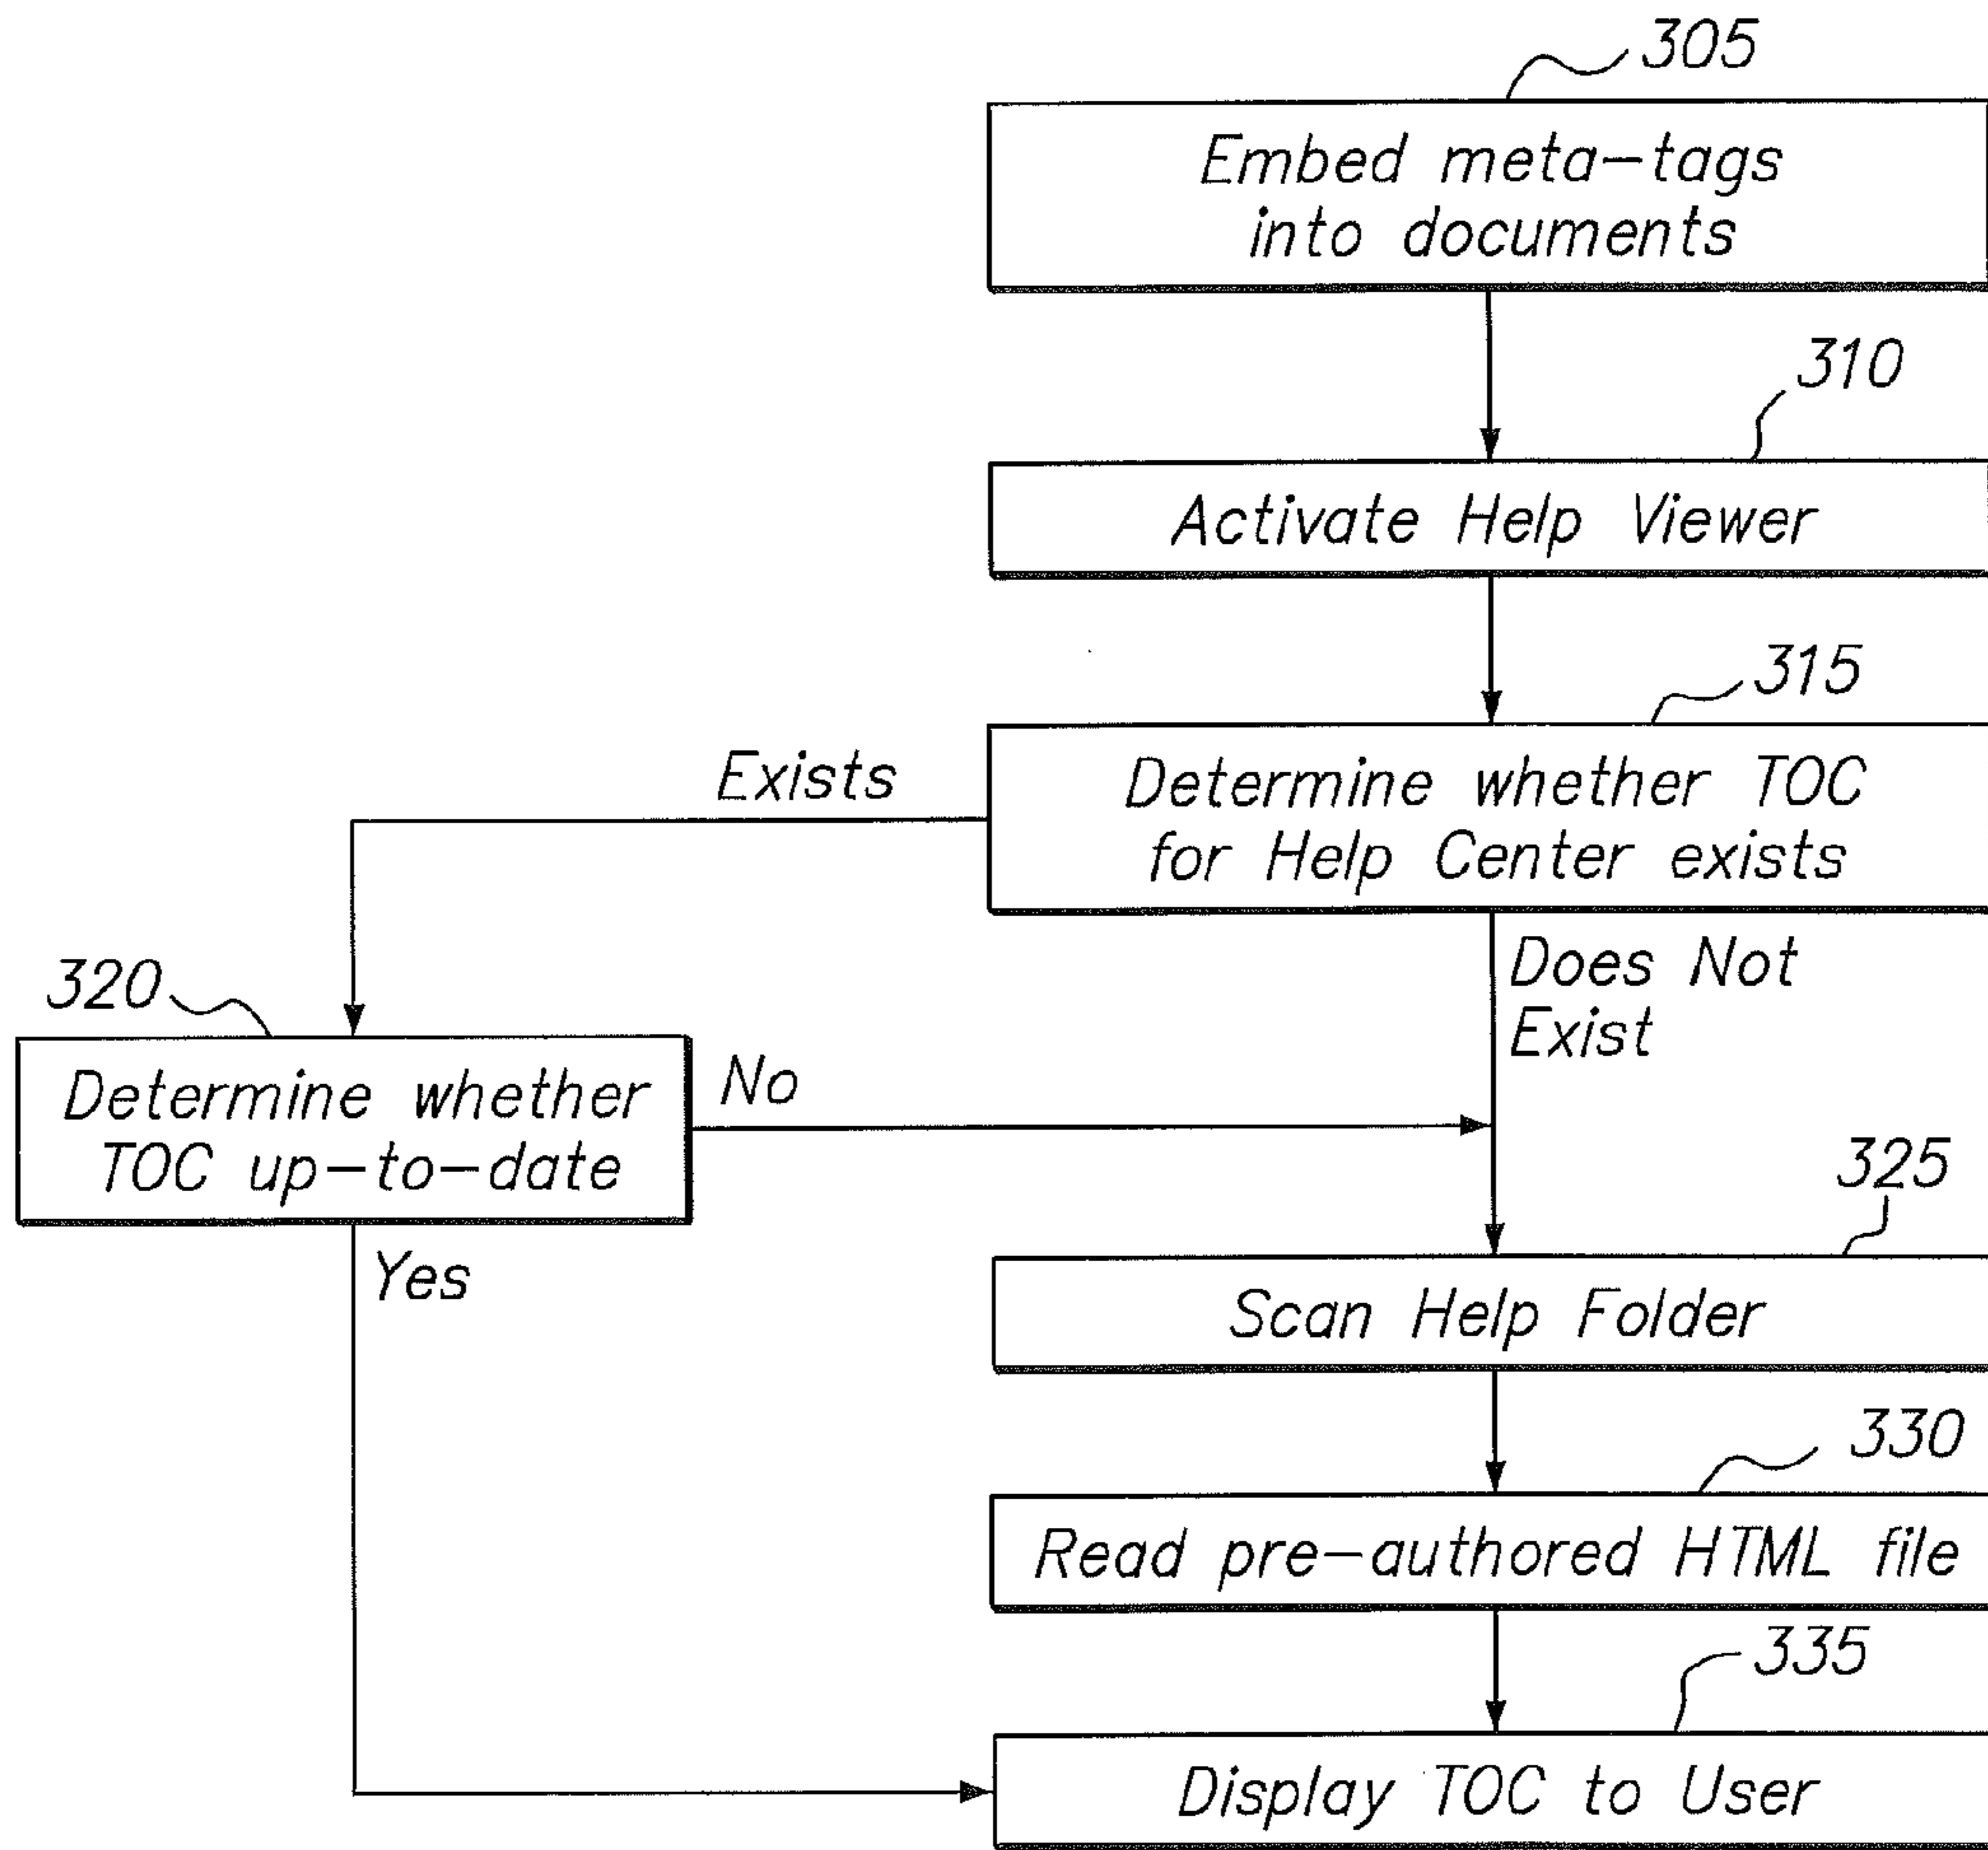 305
Embed meta-tags
into documents
310
Activate Help Viewer
315
Exists
Determine whether TOC
for Help Center exists
Does Not
Exist
320
Determine whether
TOC up-to-date
No
Yes
325
Scan Help Folder
330
Read pre-authored HTML file
335
Display TOC to User